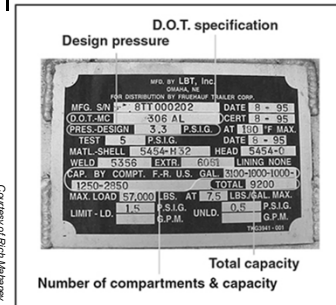 D.O.T. specification
Design pressure
MFG. BY LBT, Inc.
OMAHA, NE
FOR DISTRIBUTION BY FRUEHAUF TRAILER CORP.
MFG. S/N 8TT000202 DATE 8 - 95
D.O.T.-MC 306 AL CERT 8 - 95
PRES.-DESIGN 3.3 P.S.I.G. AT °F MAX.
TEST 5 P.S.I.G. DATE 8 - 95
MATL-SHELL 5454-H32 HEAD 5454-0
WELD 5356 EXTR. 6061 LINING NONE
CAP. BY COMPT. F.-R. U.S. GAL. 3100-1000-1000-
1250-2850 TOTAL 9200
MAX. LOAD 57,000 LBS. AT 7.5 LBS./GAL. MAX.
LIMIT - LD. 1.5 P.S.I.G. UNLD. 0.5 P.S.I.G.
G.P.M. G.P.M.
Total capacity
Number of compartments & capacity
Courtesy of Rich Mahaney